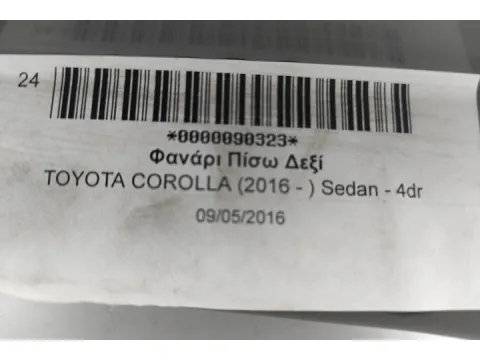 24
*0000090323*
Φανάρι Πίσω Δεξί
TOYOTA COROLLA (2016 - ) Sedan - 4dr
09/05/2016